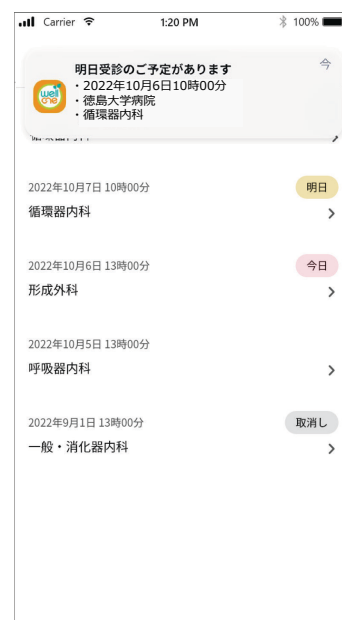 Carrier 1:20 PM 100%
明日受診のご予定があります 今
・2022年10月6日10時00分
・徳島大学病院
・循環器内科
well
one
2022年10月7日 10時00分 明日
循環器内科
2022年10月6日 13時00分 今日
形成外科
2022年10月5日 13時00分
呼吸器内科
2022年9月1日 13時00分 取消し
一般・消化器内科